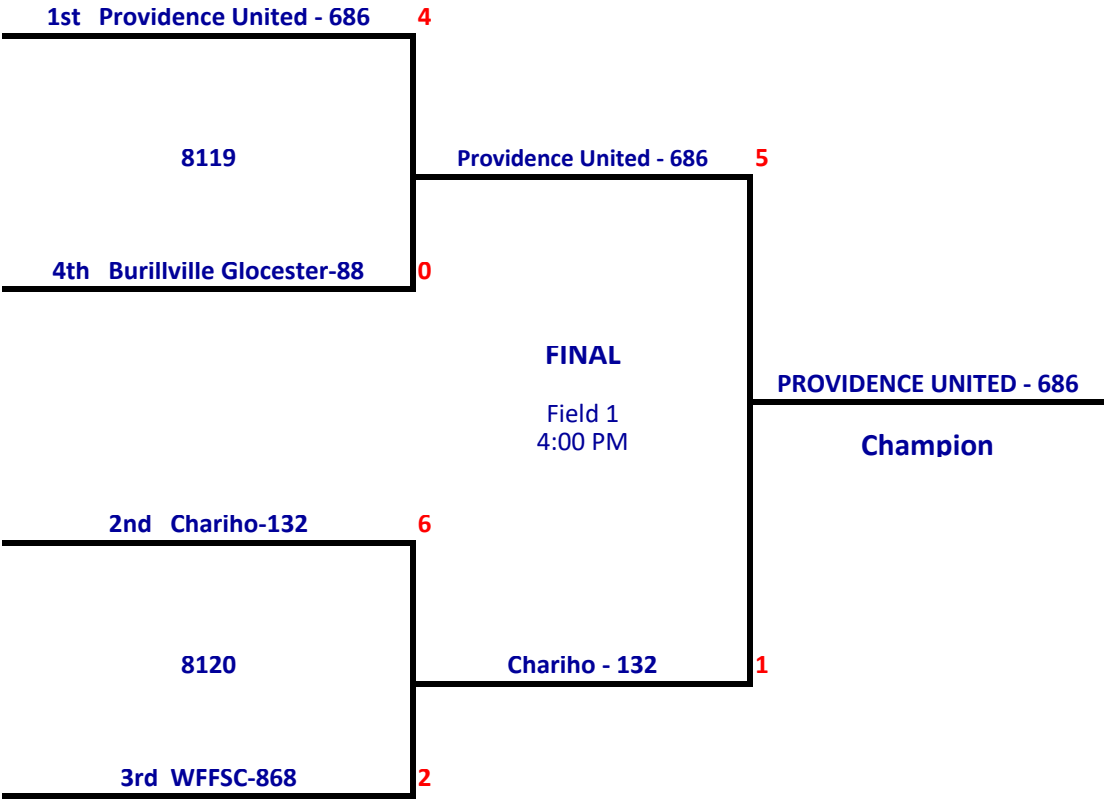 1st   Providence United - 686   4
8119
Providence United - 686   5
4th   Burillville Glocester-88   0
FINAL
PROVIDENCE UNITED - 686
Field 1
4:00 PM
Champion
2nd   Chariho-132   6
8120
Chariho - 132   1
3rd  WFFSC-868   2